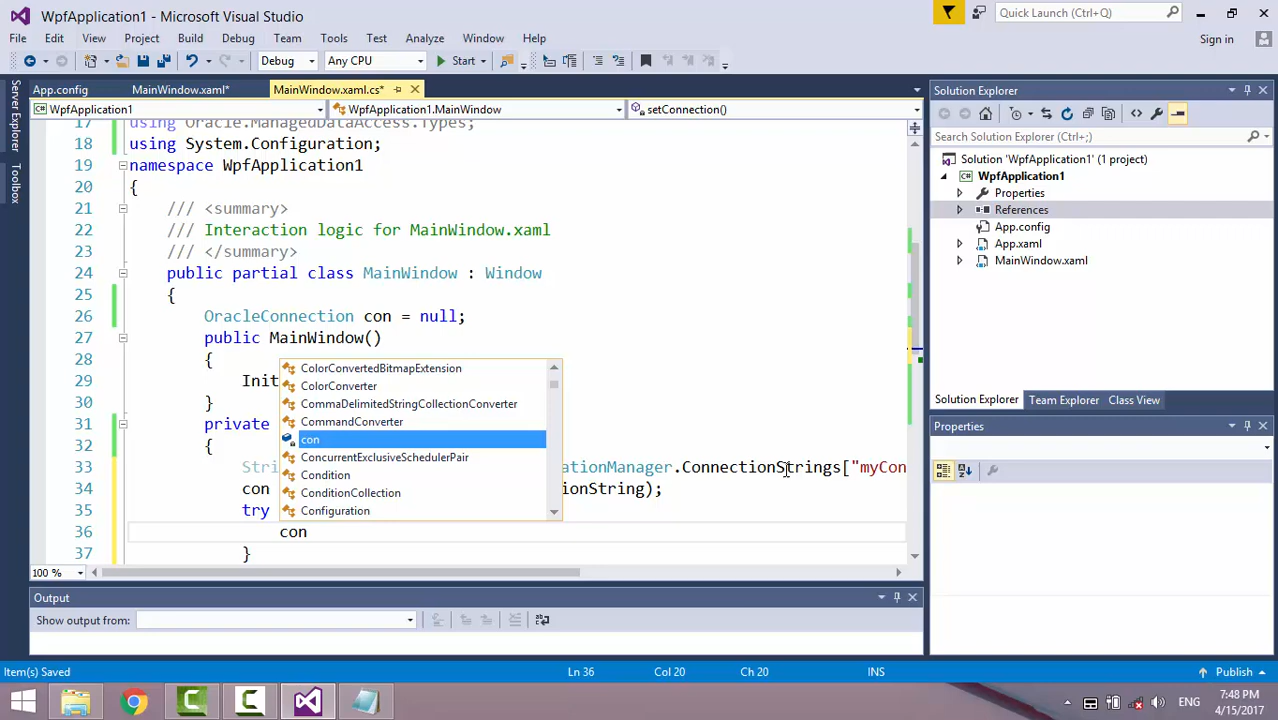 WpfApplication1 - Microsoft Visual Studio
Quick Launch (Ctrl+Q)
File Edit View Project Build Debug Team Tools Test Analyze Window Help
Sign in
Debug Any CPU Start
Server Explorer
Toolbox
App.config MainWindow.xaml* MainWindow.xaml.cs*
WpfApplication1 WpfApplication1.MainWindow setConnection()
17 using Oracle.ManagedDataAccess.Types;
18 using System.Configuration;
19 namespace WpfApplication1
20 {
21 /// <summary>
22 /// Interaction logic for MainWindow.xaml
23 /// </summary>
24 public partial class MainWindow : Window
25 {
26 OracleConnection con = null;
27 public MainWindow()
28 {
29 Init
30 }
31 private
32 {
33 Stri ationManager.ConnectionStrings["myCon
34 con ionString);
35 try
36 con
37 }
ColorConvertedBitmapExtension
ColorConverter
CommaDelimitedStringCollectionConverter
CommandConverter
con
ConcurrentExclusiveSchedulerPair
Condition
ConditionCollection
Configuration
100 %
Output
Show output from:
Solution Explorer
Search Solution Explorer (Ctrl+;)
Solution 'WpfApplication1' (1 project)
WpfApplication1
Properties
References
App.config
App.xaml
MainWindow.xaml
Solution Explorer Team Explorer Class View
Properties
Item(s) Saved Ln 36 Col 20 Ch 20 INS Publish
ENG
7:48 PM
4/15/2017